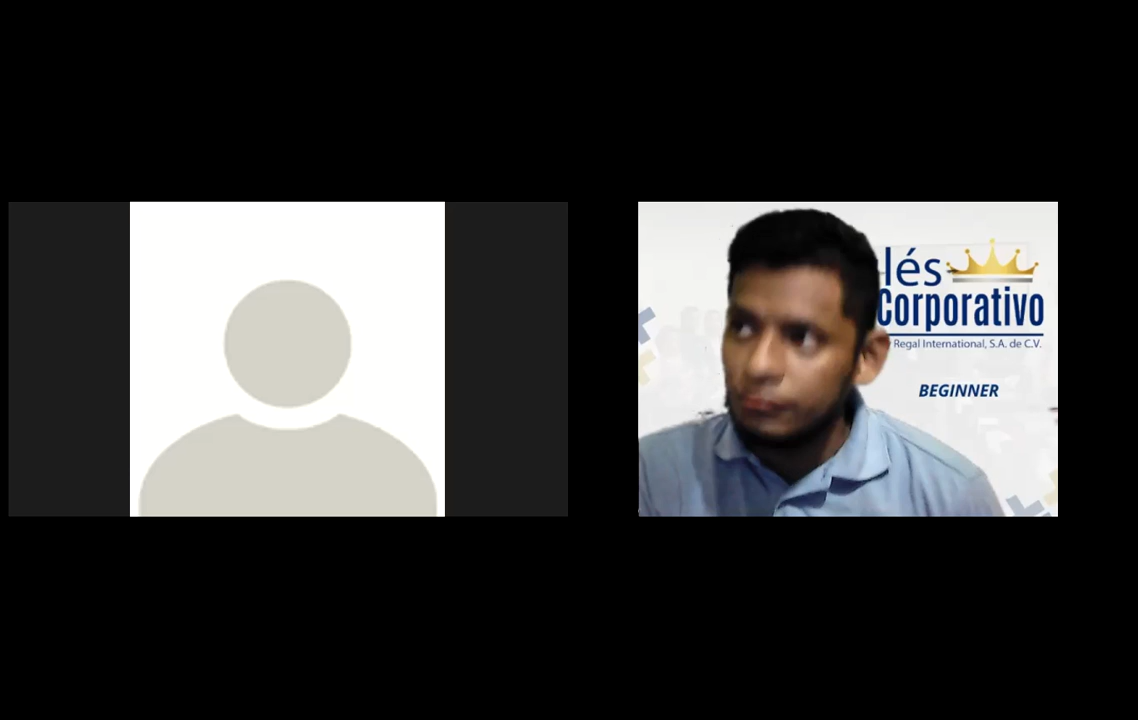 lés
Corporativo
Regal International, S.A. de C.V.
BEGINNER